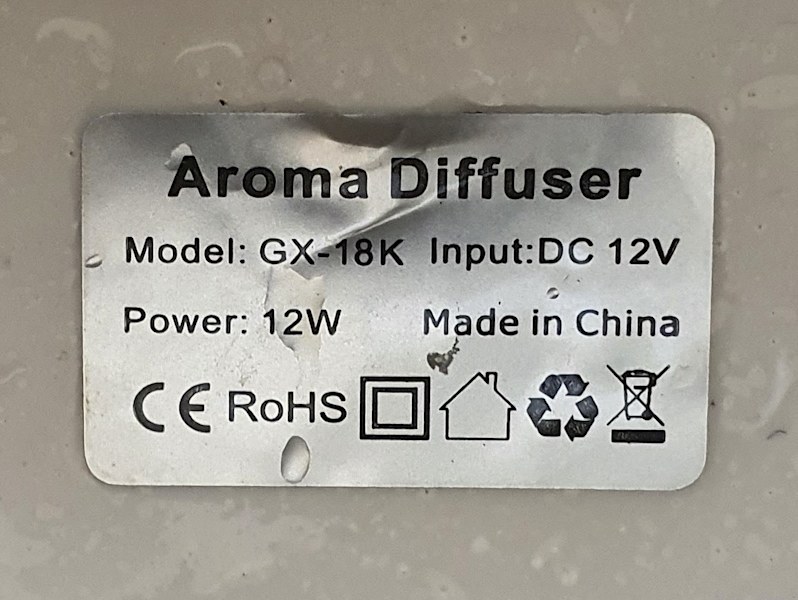 Aroma Diffuser
Model: GX-18K Input:DC 12V
Power: 12W Made in China
CE RoHS